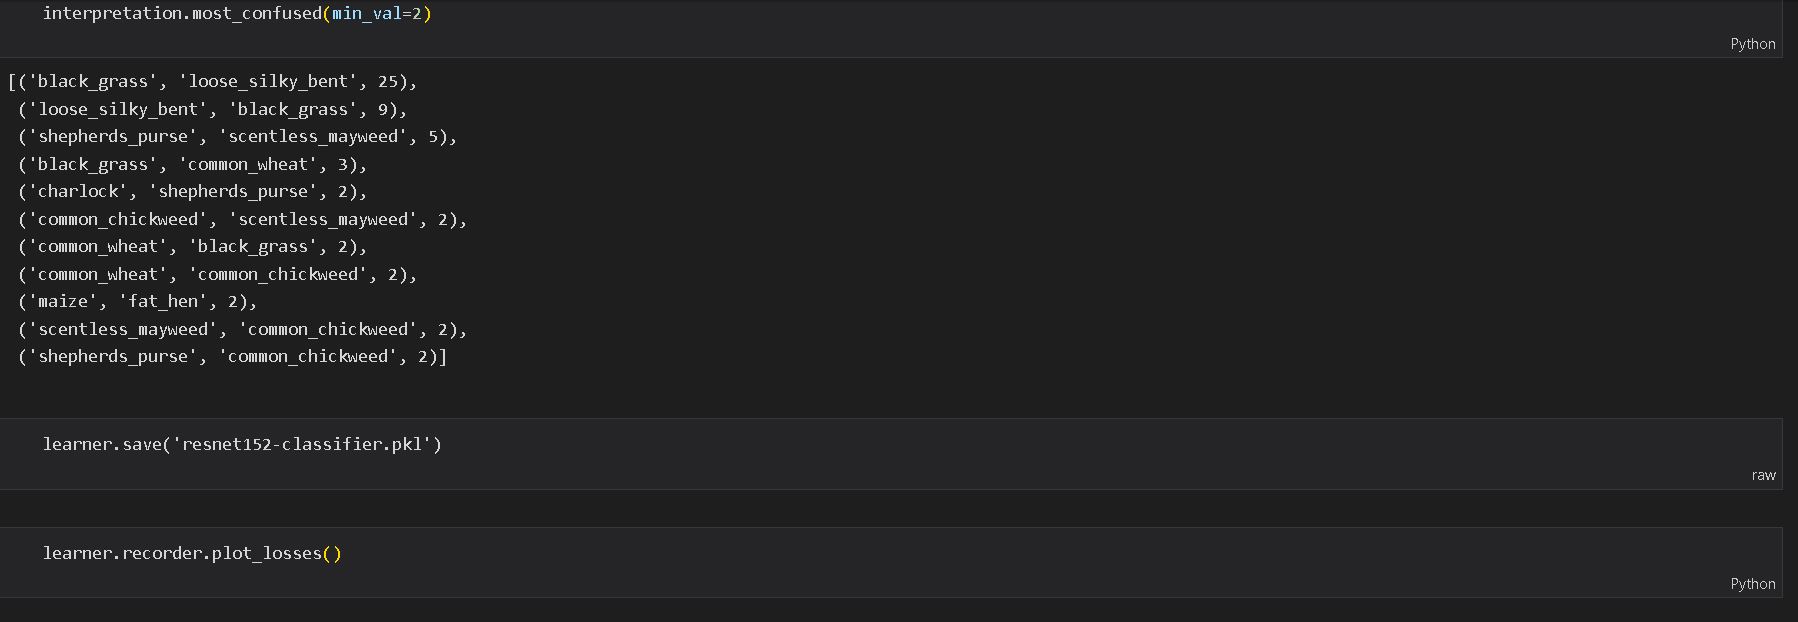 interpretation.most_confused(min_val=2)
Python
[('black_grass', 'loose_silky_bent', 25),
('loose_silky_bent', 'black_grass', 9),
('shepherds_purse', 'scentless_mayweed', 5),
('black_grass', 'common_wheat', 3),
('charlock', 'shepherds_purse', 2),
('common_chickweed', 'scentless_mayweed', 2),
('common_wheat', 'black_grass', 2),
('common_wheat', 'common_chickweed', 2),
('maize', 'fat_hen', 2),
('scentless_mayweed', 'common_chickweed', 2),
('shepherds_purse', 'common_chickweed', 2)]
learner.save('resnet152-classifier.pkl')
raw
learner.recorder.plot_losses()
Python